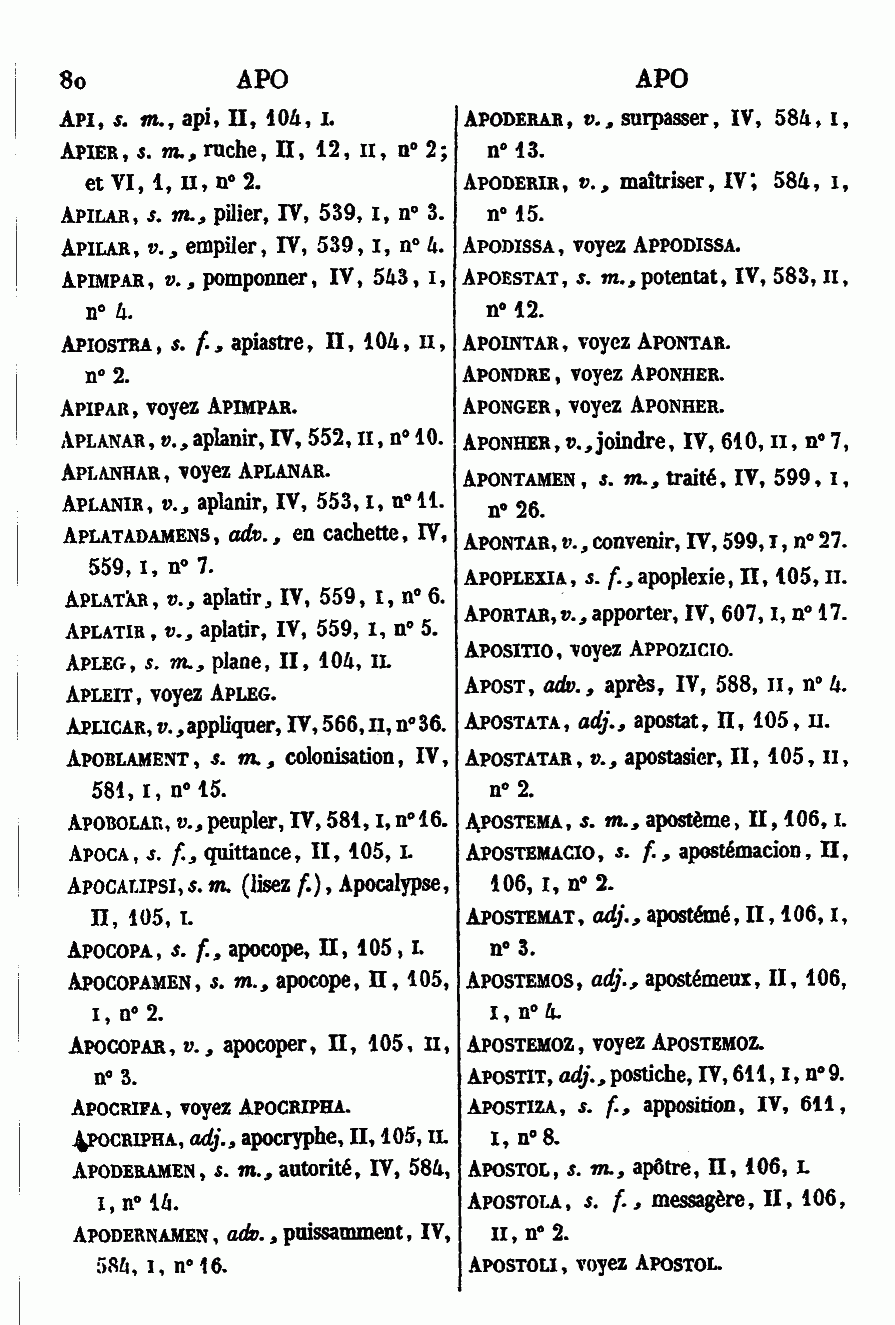 80 APO APO
API, s. m., api, II, 104, I.
APIER, s. m., ruche, II, 12, II, n° 2;
et VI, 1, II, n° 2.
APILAR, s. m., pilier, IV, 539, I, n° 3.
APILAR, v., empiler, IV, 539, I, n° 4.
APIMPAR, v., pomponner, IV, 543, I,
n° 4.
APIOSTRA, s. f., apiastre, II, 104, II,
n° 2.
APIPAR, voyez APIMPAR.
APLANAR, v., aplanir, IV, 552, II, n° 10.
APLANHAR, voyez APLANAR.
APLANIR, v., aplanir, IV, 553, I, n° 11.
APLATADAMENS, adv., en cachette, IV,
559, I, n° 7.
APLATAR, v., aplatir, IV, 559, I, n° 6.
APLATIR, v., aplatir, IV, 559, I, n° 5.
APLEG, s. m., plane, II, 104, II.
APLEIT, voyez APLEG.
APLICAR, v., appliquer, IV, 566, II, n° 36.
APOBLAMENT, s. m., colonisation, IV,
581, I, n° 15.
APOBOLAR, v., peupler, IV, 581, I, n° 16.
APOCA, s. f., quittance, II, 105, I.
APOCALIPSI, s. m. (lisez f.), Apocalypse,
II, 105, I.
APOCOPA, s. f., apocope, II, 105, I.
APOCOPAMEN, s. m., apocope, II, 105,
I, n° 2.
APOCOPAR, v., apocoper, II, 105, II,
n° 3.
APOCRIFA, voyez APOCRIPHA.
APOCRIPHA, adj., apocryphe, II, 105, II.
APODERAMEN, s. m., autorité, IV, 584,
I, n° 14.
APODERNAMEN, adv., puissamment, IV,
584, I, n° 16.
APODERAR, v., surpasser, IV, 584, I,
n° 13.
APODERIR, v., maîtriser, IV; 584, I,
n° 15.
APODISSA, voyez APPODISSA.
APOESTAT, s. m., potentat, IV, 583, II,
n° 12.
APOINTAR, voyez APONTAR.
APONDRE, voyez APONHER.
APONGER, voyez APONHER.
APONHER, v., joindre, IV, 610, II, n° 7,
APONTAMEN, s. m., traité, IV, 599, I,
n° 26.
APONTAR, v., convenir, IV, 599, I, n° 27.
APOPLEXIA, s. f., apoplexie, II, 105, II.
APORTAR, v., apporter, IV, 607, I, n° 17.
APOSITIO, voyez APPOZICIO.
APOST, adv., après, IV, 588, II, n° 4.
APOSTATA, adj., apostat, II, 105, II.
APOSTATAR, v., apostasier, II, 105, II,
n° 2.
APOSTEMA, s. m., apostème, II, 106, I.
APOSTEMACIO, s. f., apostémacion, II,
106, I, n° 2.
APOSTEMAT, adj., apostémé, II, 106, I,
n° 3.
APOSTEMOS, adj., apostémeux, II, 106,
I, n° 4.
APOSTEMOZ, voyez APOSTEMOZ.
APOSTIT, adj., postiche, IV, 611, I, n° 9.
APOSTIZA, s. f., apposition, IV, 611,
I, n° 8.
APOSTOL, s. m., apôtre, II, 106, I.
APOSTOLA, s. f., messagère, II, 106,
II, n° 2.
APOSTOLI, voyez APOSTOL.